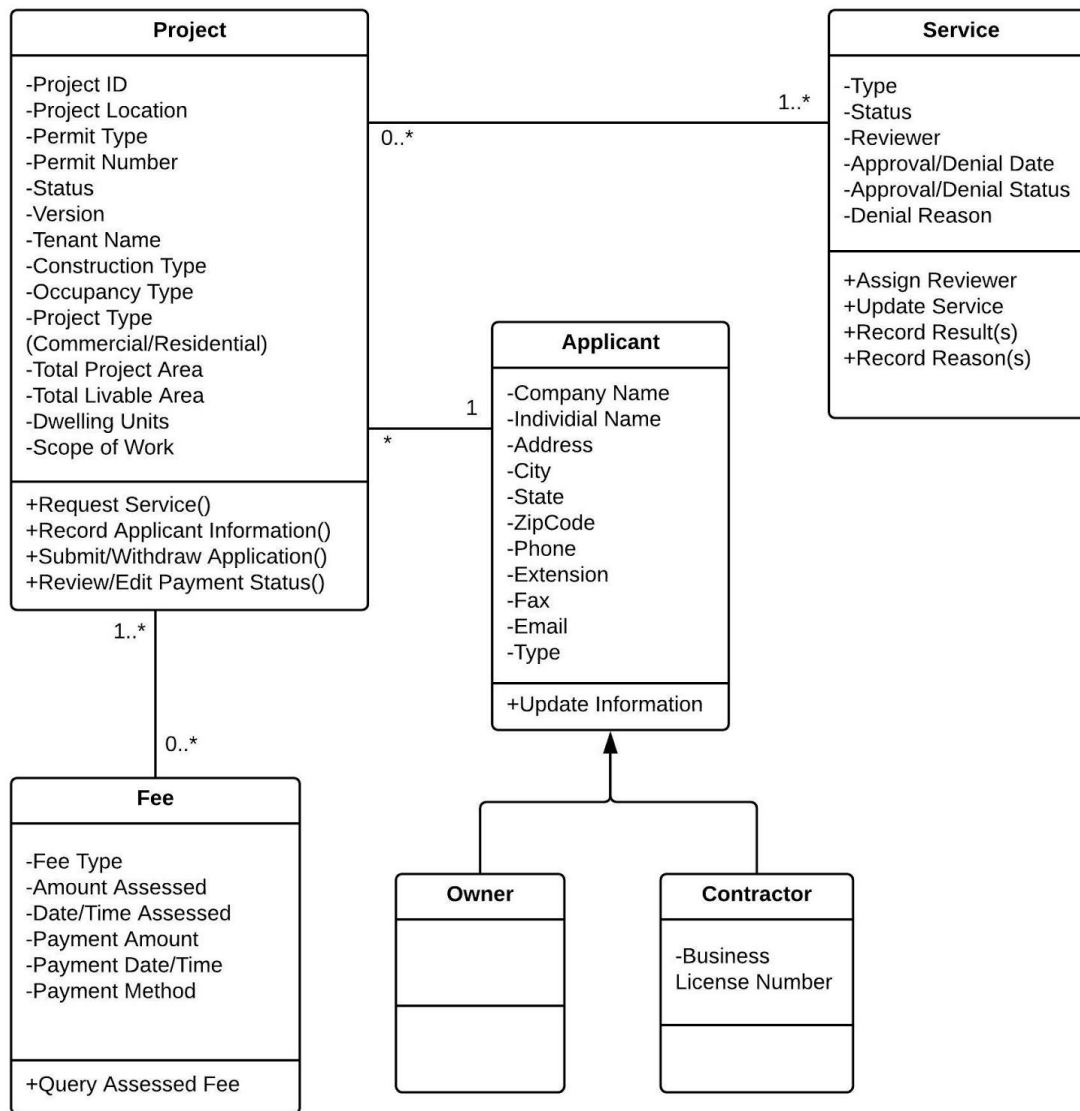 Project
-Project ID
-Project Location
-Permit Type
-Permit Number
-Status
-Version
-Tenant Name
-Construction Type
-Occupancy Type
-Project Type
(Commercial/Residential)
-Total Project Area
-Total Livable Area
-Dwelling Units
-Scope of Work
+Request Service()
+Record Applicant Information()
+Submit/Withdraw Application()
+Review/Edit Payment Status()
0..*
1..*
Service
-Type
-Status
-Reviewer
-Approval/Denial Date
-Approval/Denial Status
-Denial Reason
+Assign Reviewer
+Update Service
+Record Result(s)
+Record Reason(s)
*
1
Applicant
-Company Name
-Individial Name
-Address
-City
-State
-ZipCode
-Phone
-Extension
-Fax
-Email
-Type
+Update Information
1..*
0..*
Fee
-Fee Type
-Amount Assessed
-Date/Time Assessed
-Payment Amount
-Payment Date/Time
-Payment Method
+Query Assessed Fee
Owner
Contractor
-Business
License Number